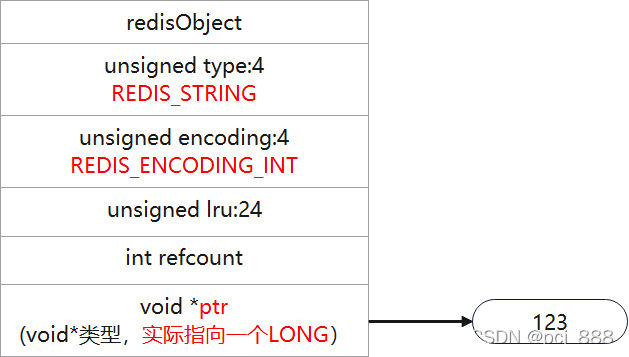 redisObject
unsigned type:4
REDIS_STRING
unsigned encoding:4
REDIS_ENCODING_INT
unsigned lru:24
int refcount
void *ptr
(void*类型，实际指向一个LONG）
123
CSDN @pci_888